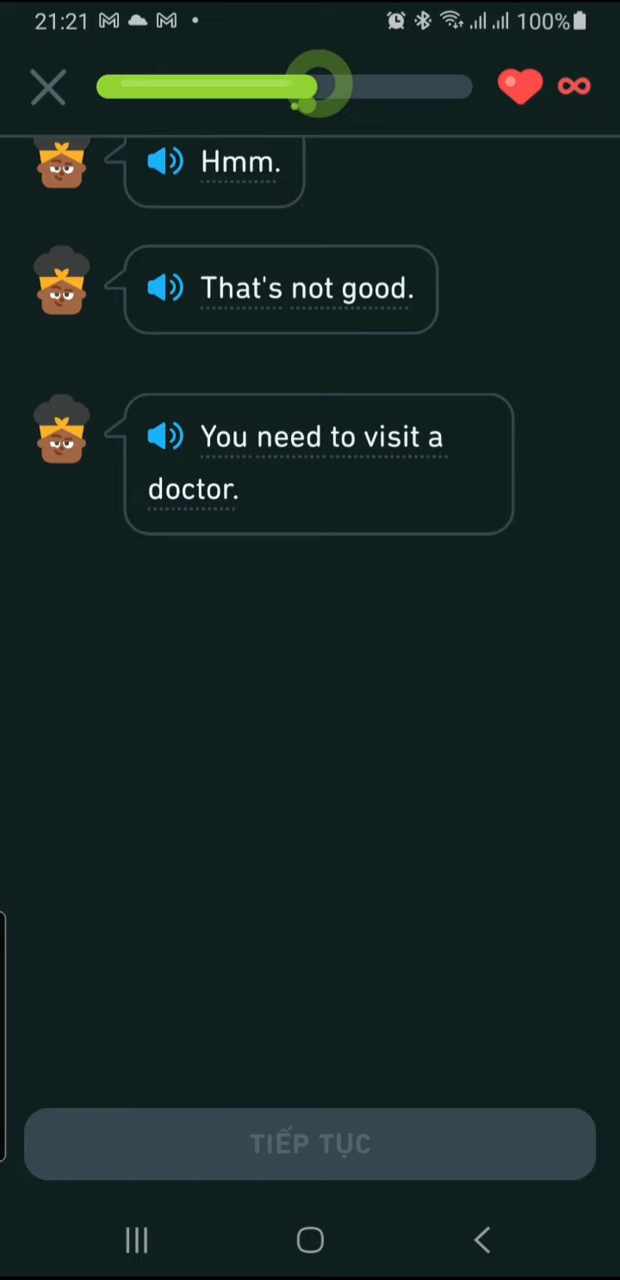 21:21
100%
Hmm.
That's not good.
You need to visit a
doctor.
TIẾP TỤC